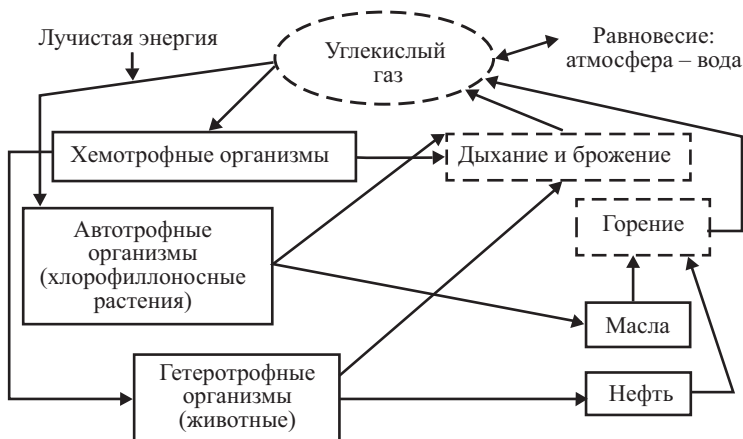 Лучистая энергия
Углекислый
газ
Равновесие:
атмосфера – вода
Хемотрофные организмы
Дыхание и брожение
Автотрофные
организмы
(хлорофиллоносные
растения)
Горение
Масла
Гетеротрофные
организмы
(животные)
Нефть